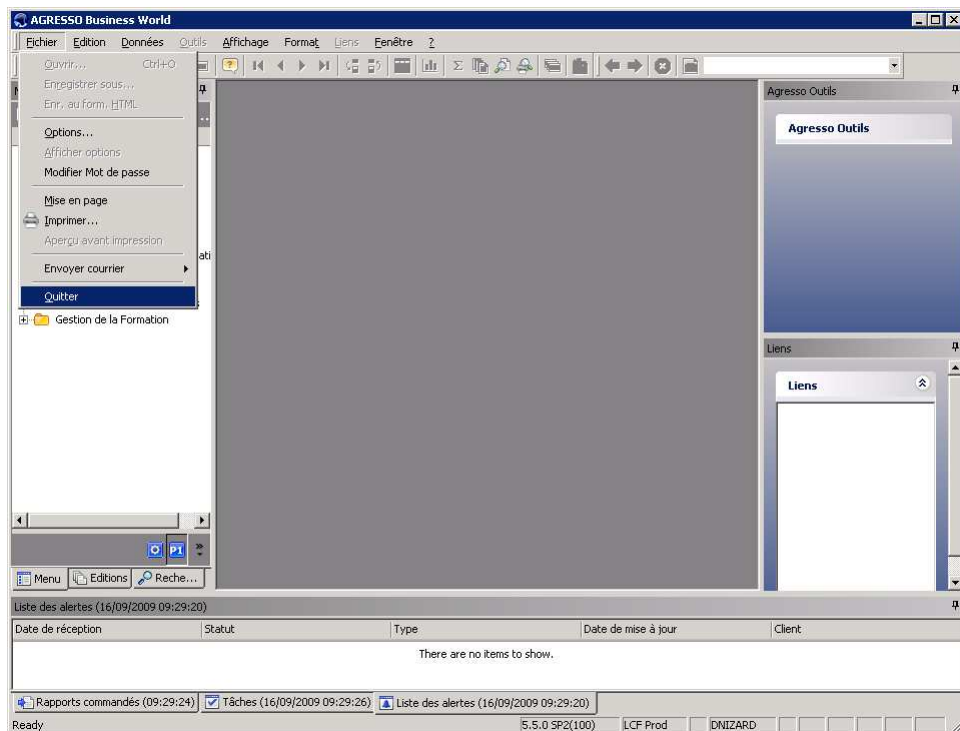 AGRESSO Business World
Fichier Edition Données Outils Affichage Format Liens Fenêtre ?
Ouvrir... Ctrl+O
Enregistrer sous...
Enr. au form. HTML
Options...
Afficher options
Modifier Mot de passe
Mise en page
Imprimer...
Aperçu avant impression
Envoyer courrier
Quitter
Gestion de la Formation
Agresso Outils
Agresso Outils
Liens
Liens
P1
Menu Editions Reche...
Liste des alertes (16/09/2009 09:29:20)
Date de réception Statut Type Date de mise à jour Client
There are no items to show.
Rapports commandés (09:29:24) Tâches (16/09/2009 09:29:26) Liste des alertes (16/09/2009 09:29:20)
Ready 5.5.0 SP2(100) LCF Prod DNIZARD